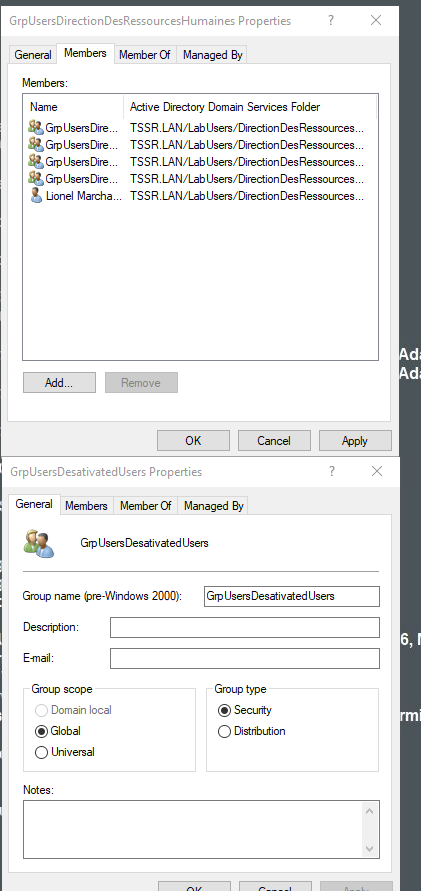 GrpUsersDirectionDesRessourcesHumaines Properties ? ×
General Members Member Of Managed By
Members:
Name Active Directory Domain Services Folder
GrpUsersDire... TSSR.LAN/LabUsers/DirectionDesRessources...
GrpUsersDire... TSSR.LAN/LabUsers/DirectionDesRessources...
GrpUsersDire... TSSR.LAN/LabUsers/DirectionDesRessources...
GrpUsersDire... TSSR.LAN/LabUsers/DirectionDesRessources...
Lionel Marcha... TSSR.LAN/LabUsers/DirectionDesRessources...
Ada
Ada
Add... Remove
OK Cancel Apply
GrpUsersDesativatedUsers Properties ? ×
General Members Member Of Managed By
GrpUsersDesativatedUsers
Group name (pre-Windows 2000): GrpUsersDesativatedUsers
Description:
6,
E-mail:
Group scope Group type
Domain local Security
Global Distribution
rmi
Universal
Notes:
OK Cancel Apply